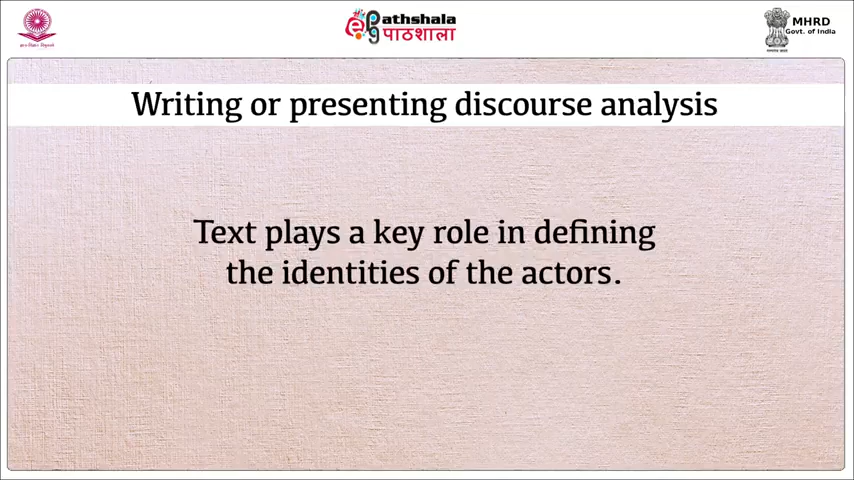 Pathshala
पाठशाला
MHRD
Govt. of India
Writing or presenting discourse analysis
Text plays a key role in defining
the identities of the actors.